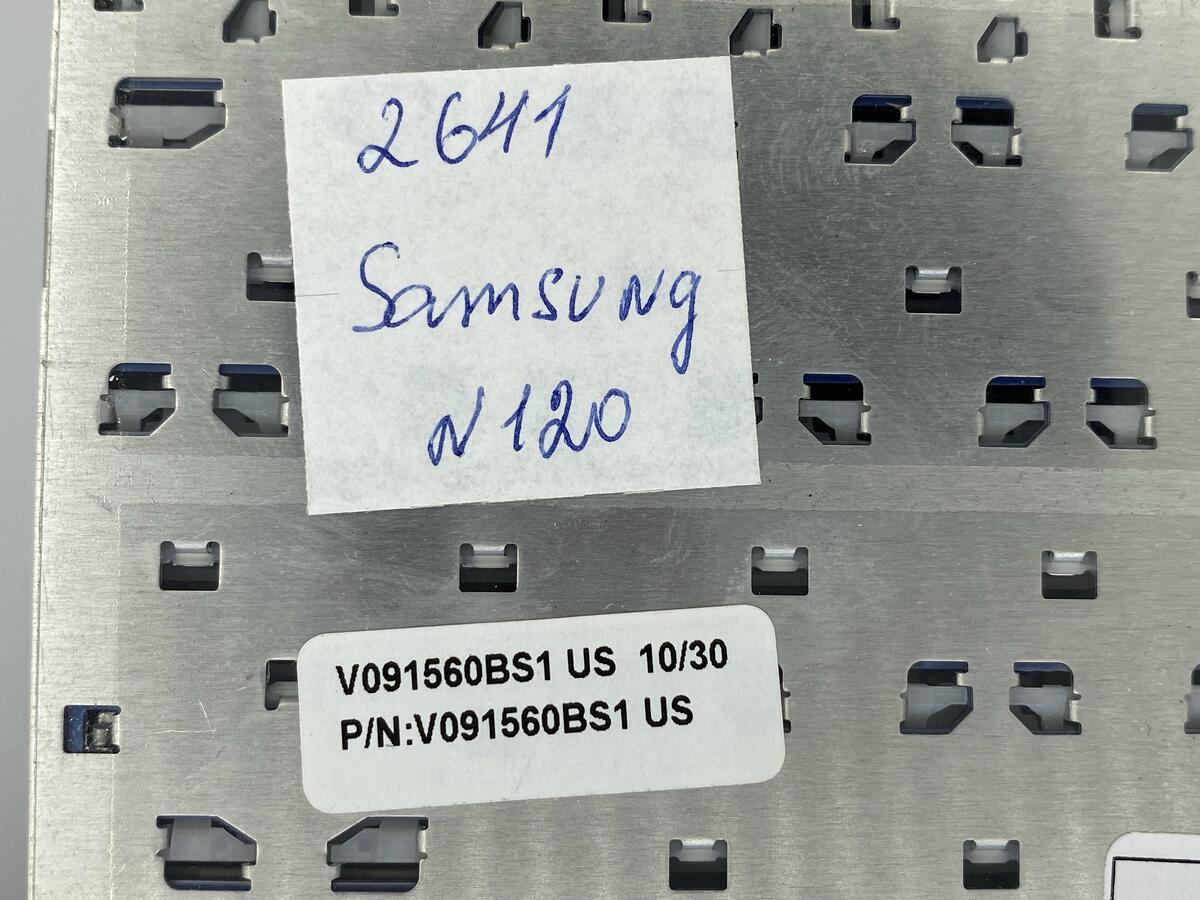 2641
Samsung
N120
V091560BS1 US 10/30
P/N:V091560BS1 US